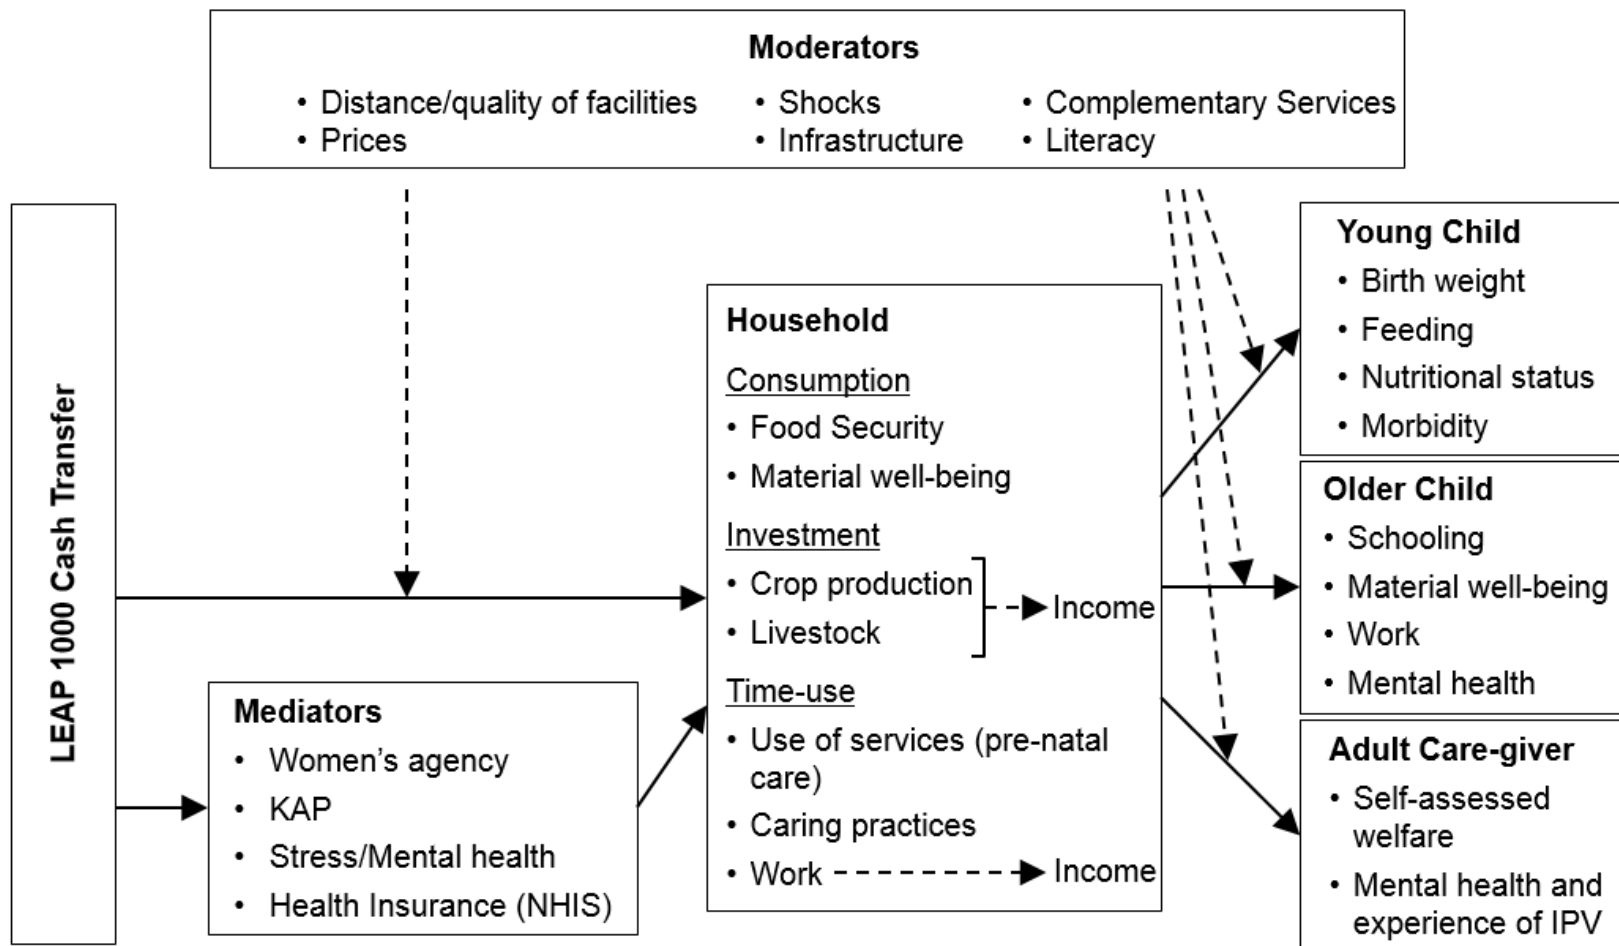 Moderators
• Distance/quality of facilities
• Prices
• Shocks
• Infrastructure
• Complementary Services
• Literacy
LEAP 1000 Cash Transfer
Mediators
• Women’s agency
• KAP
• Stress/Mental health
• Health Insurance (NHIS)
Household
Consumption
• Food Security
• Material well-being
Investment
• Crop production
• Livestock
Income
Time-use
• Use of services (pre-natal
care)
• Caring practices
• Work
Income
Young Child
• Birth weight
• Feeding
• Nutritional status
• Morbidity
Older Child
• Schooling
• Material well-being
• Work
• Mental health
Adult Care-giver
• Self-assessed
welfare
• Mental health and
experience of IPV